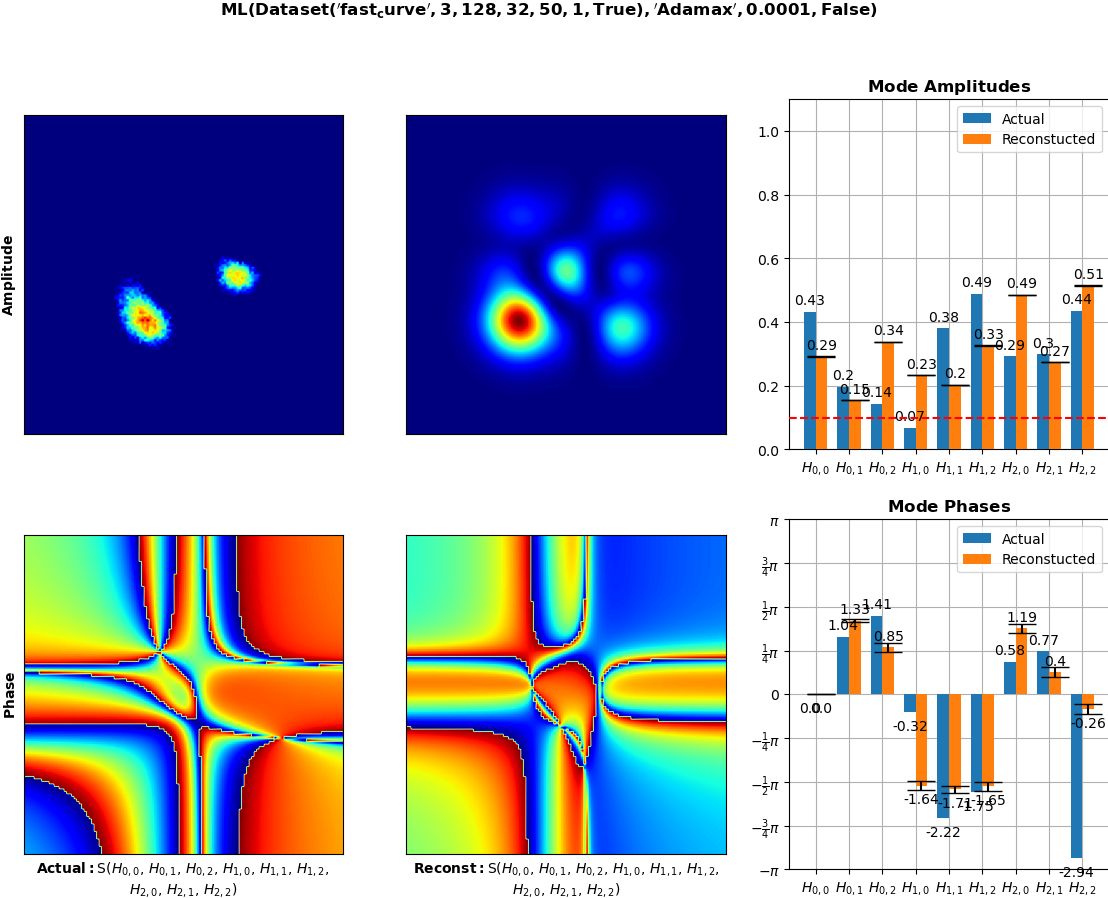 ML(Dataset('fast_curve', 3, 128, 32, 50, 1, True), 'Adamax', 0.0001, False)
Amplitude
Mode Amplitudes
Actual
Reconstucted
1.0
0.8
0.6
0.4
0.2
0.0
0.43
0.29
0.2
0.15
0.14
0.34
0.07
0.23
0.38
0.2
0.49
0.33
0.29
0.49
0.3
0.27
0.44
0.51
H0,0 H0,1 H0,2 H1,0 H1,1 H1,2 H2,0 H2,1 H2,2
Phase
Mode Phases
Actual
Reconstucted
π
3/4π
1/2π
1/4π
0
−1/4π
−1/2π
−3/4π
−π
0.0
0.0
1.04
1.33
1.41
0.85
-0.32
-1.64
-2.22
-1.71
-1.75
-1.65
0.58
1.19
0.77
0.4
-2.94
-0.26
H0,0 H0,1 H0,2 H1,0 H1,1 H1,2 H2,0 H2,1 H2,2
Actual: S(H0,0, H0,1, H0,2, H1,0, H1,1, H1,2,
H2,0, H2,1, H2,2)
Reconst: S(H0,0, H0,1, H0,2, H1,0, H1,1, H1,2,
H2,0, H2,1, H2,2)